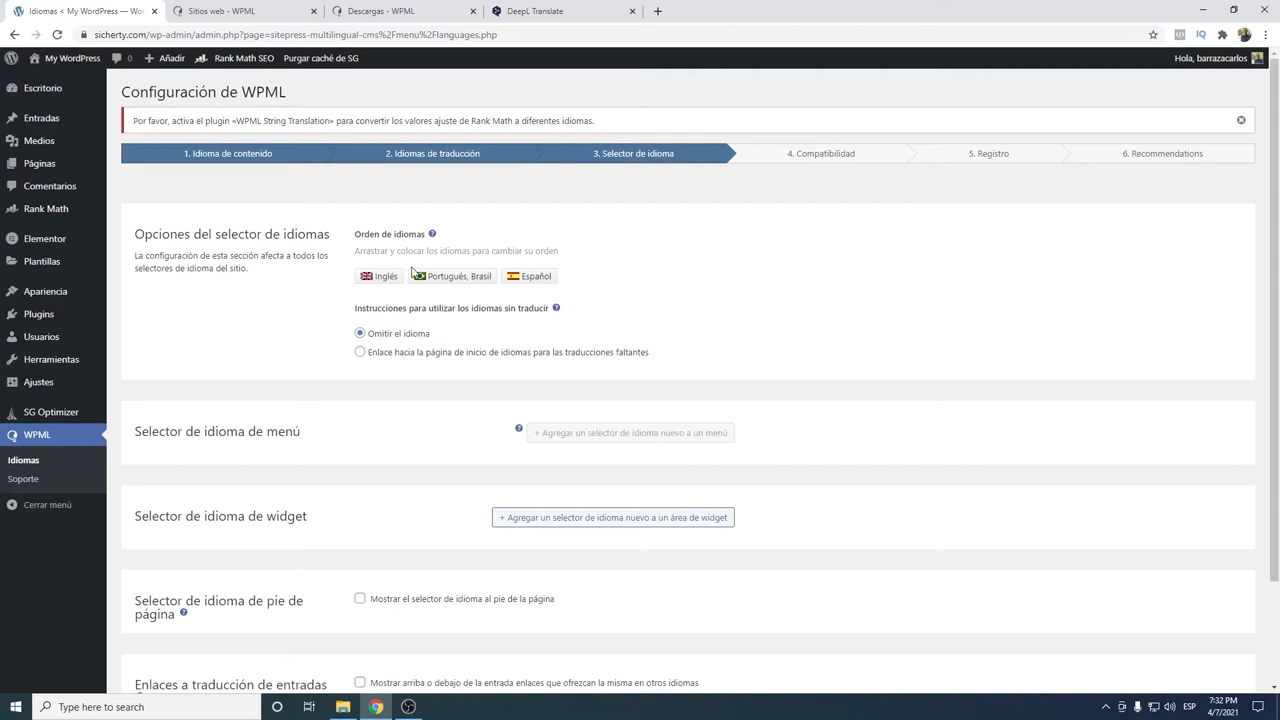 Idiomas < My WordPress —
Sitios web - WPML
Descargas - WPML
DeepL Translate
sicherty.com/wp-admin/admin.php?page=sitepress-multilingual-cms%2Fmenu%2Flanguages.php
My WordPress
0
Añadir
Rank Math SEO
Purgar caché de SG
Hola, barrazacarlos
Escritorio
Entradas
Medios
Páginas
Comentarios
Rank Math
Elementor
Plantillas
Apariencia
Plugins
Usuarios
Herramientas
Ajustes
SG Optimizer
WPML
Idiomas
Soporte
Cerrar menú
Configuración de WPML
Por favor, activa el plugin «WPML String Translation» para convertir los valores ajuste de Rank Math a diferentes idiomas.
1. Idioma de contenido
2. Idiomas de traducción
3. Selector de idioma
4. Compatibilidad
5. Registro
6. Recommendations
Opciones del selector de idiomas
La configuración de esta sección afecta a todos los
selectores de idioma del sitio.
Orden de idiomas
Arrastrar y colocar los idiomas para cambiar su orden
Inglés
Portugués, Brasil
Español
Instrucciones para utilizar los idiomas sin traducir
Omitir el idioma
Enlace hacia la página de inicio de idiomas para las traducciones faltantes
Selector de idioma de menú
+ Agregar un selector de idioma nuevo a un menú
Selector de idioma de widget
+ Agregar un selector de idioma nuevo a un área de widget
Selector de idioma de pie de
página
Mostrar el selector de idioma al pie de la página
Enlaces a traducción de entradas
Mostrar arriba o debajo de la entrada enlaces que ofrezcan la misma en otros idiomas
Type here to search
ESP
7:32 PM
4/7/2021